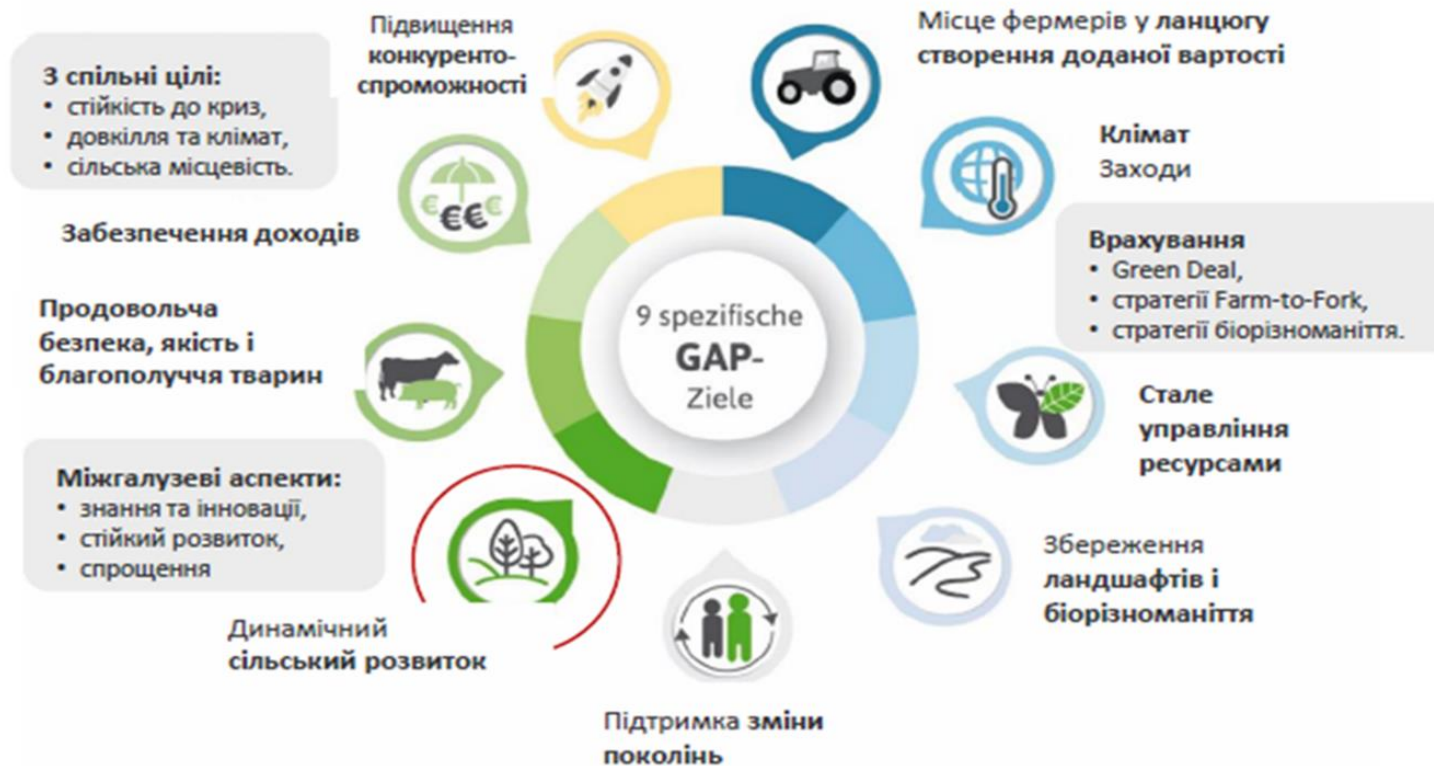 Підвищення
конкуренто-
спроможності
Місце фермерів у ланцюгу
створення доданої вартості
3 спільні цілі:
• стійкість до криз,
• довкілля та клімат,
• сільська місцевість.
Клімат
Заходи
Забезпечення доходів
Врахування
• Green Deal,
• стратегії Farm-to-Fork,
• стратегії біорізноманіття.
Продовольча
безпека, якість і
благополуччя тварин
9 spezifische
GAP-
Ziele
€ €€ €
Стале
управління
ресурсами
Міжгалузеві аспекти:
• знання та інновації,
• стійкий розвиток,
• спрощення
Збереження
ландшафтів і
біорізноманіття
Динамічний
сільський розвиток
Підтримка зміни
поколінь